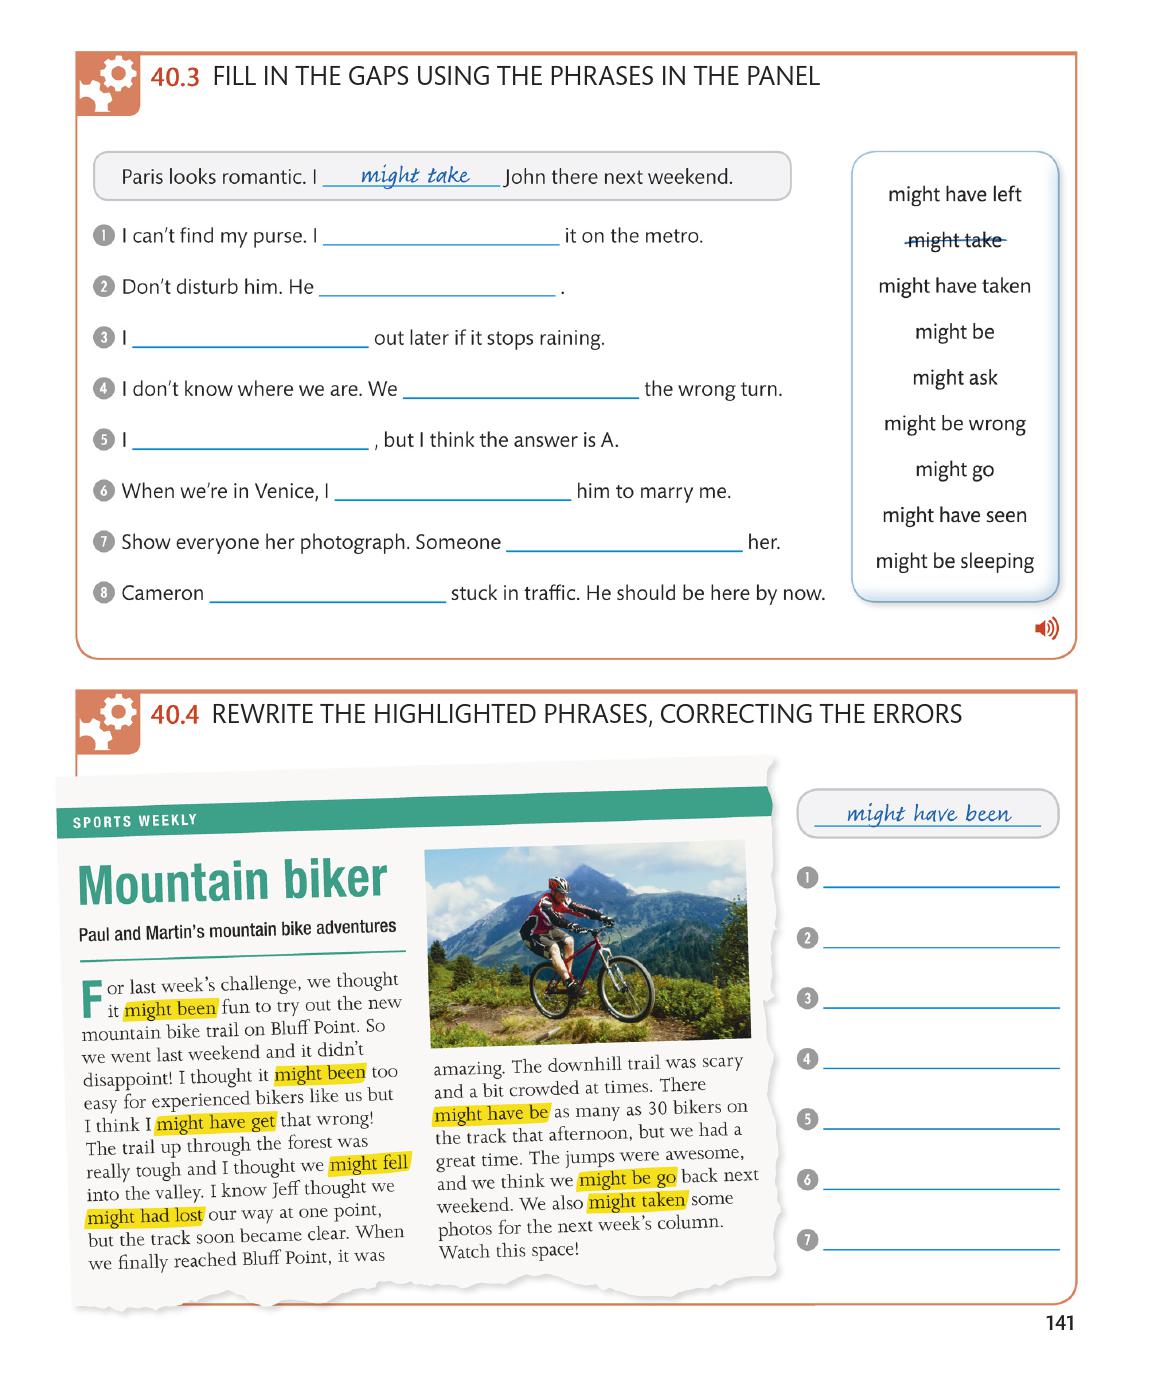 40.3 FILL IN THE GAPS USING THE PHRASES IN THE PANEL
Paris looks romantic. I might take John there next weekend.
1 I can't find my purse. I ____ it on the metro.
2 Don't disturb him. He ____ .
3 I ____ out later if it stops raining.
4 I don't know where we are. We ____ the wrong turn.
5 I ____ , but I think the answer is A.
6 When we're in Venice, I ____ him to marry me.
7 Show everyone her photograph. Someone ____ her.
8 Cameron ____ stuck in traffic. He should be here by now.
might have left
might take
might have taken
might be
might ask
might be wrong
might go
might have seen
might be sleeping
40.4 REWRITE THE HIGHLIGHTED PHRASES, CORRECTING THE ERRORS
SPORTS WEEKLY
Mountain biker
Paul and Martin's mountain bike adventures
For last week's challenge, we thought
it might been fun to try out the new
mountain bike trail on Bluff Point. So
we went last weekend and it didn't
disappoint! I thought it might been too
easy for experienced bikers like us but
I think I might have get that wrong!
The trail up through the forest was
really tough and I thought we might fell
into the valley. I know Jeff thought we
might had lost our way at one point,
but the track soon became clear. When
we finally reached Bluff Point, it was
amazing. The downhill trail was scary
and a bit crowded at times. There
might have be as many as 30 bikers on
the track that afternoon, but we had a
great time. The jumps were awesome,
and we think we might be go back next
weekend. We also might taken some
photos for the next week's column.
Watch this space!
might have been
1
2
3
4
5
6
7
141